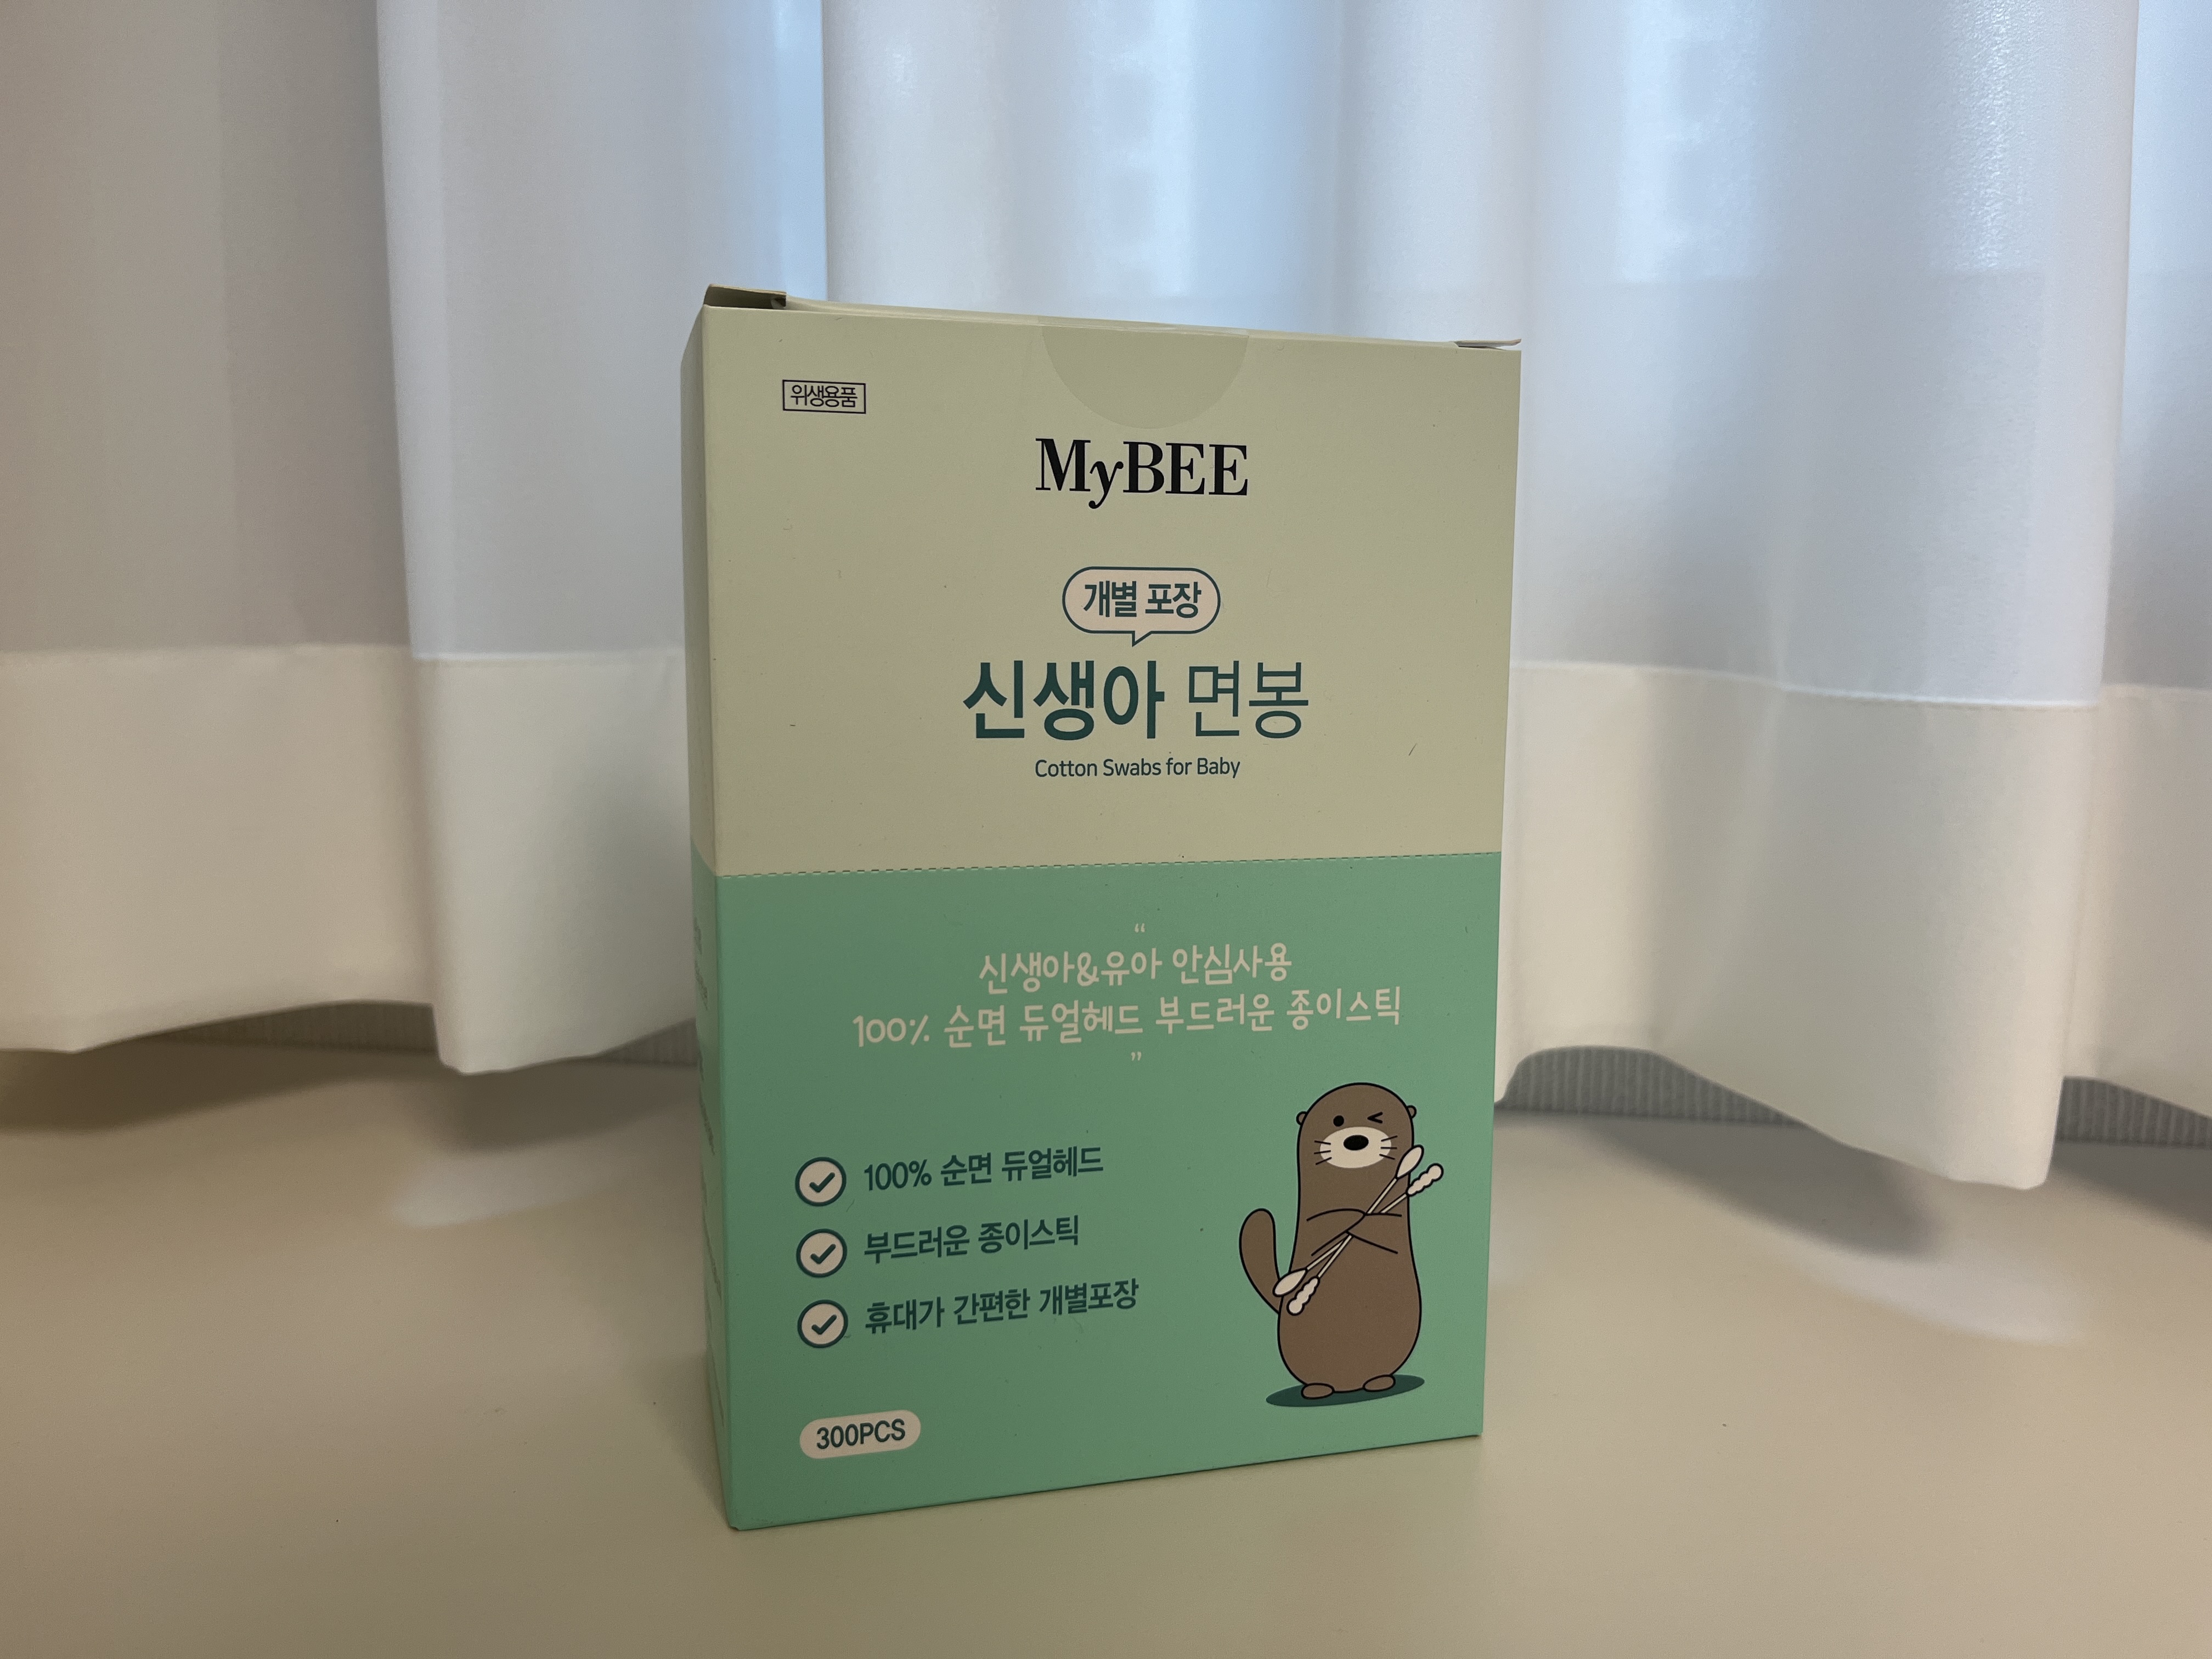 위생용품
MyBEE
개별 포장
신생아 면봉
Cotton Swabs for Baby
“
신생아&유아 안심사용
100% 순면 듀얼헤드 부드러운 종이스틱
”
100% 순면 듀얼헤드
부드러운 종이스틱
휴대가 간편한 개별포장
300PCS